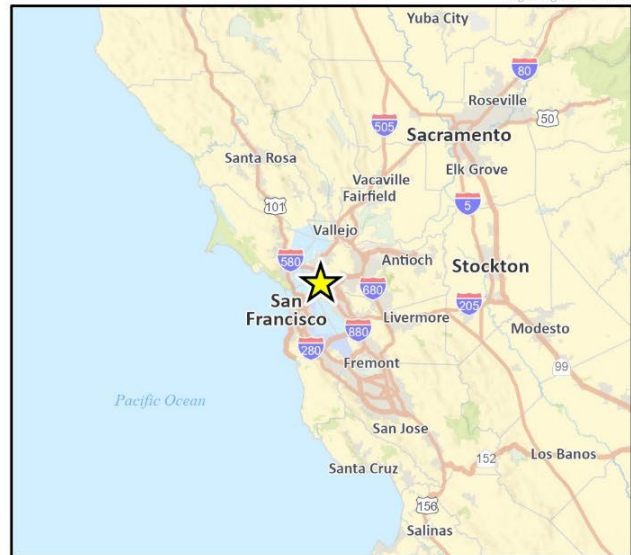 Yuba City
80
Roseville
505
50
Sacramento
Santa Rosa
Elk Grove
Vacaville
Fairfield
101
5
Vallejo
580
Antioch
Stockton
680
San
Francisco
205
Livermore
880
Modesto
280
Fremont
99
Pacific Ocean
San Jose
152
Los Banos
Santa Cruz
156
Salinas